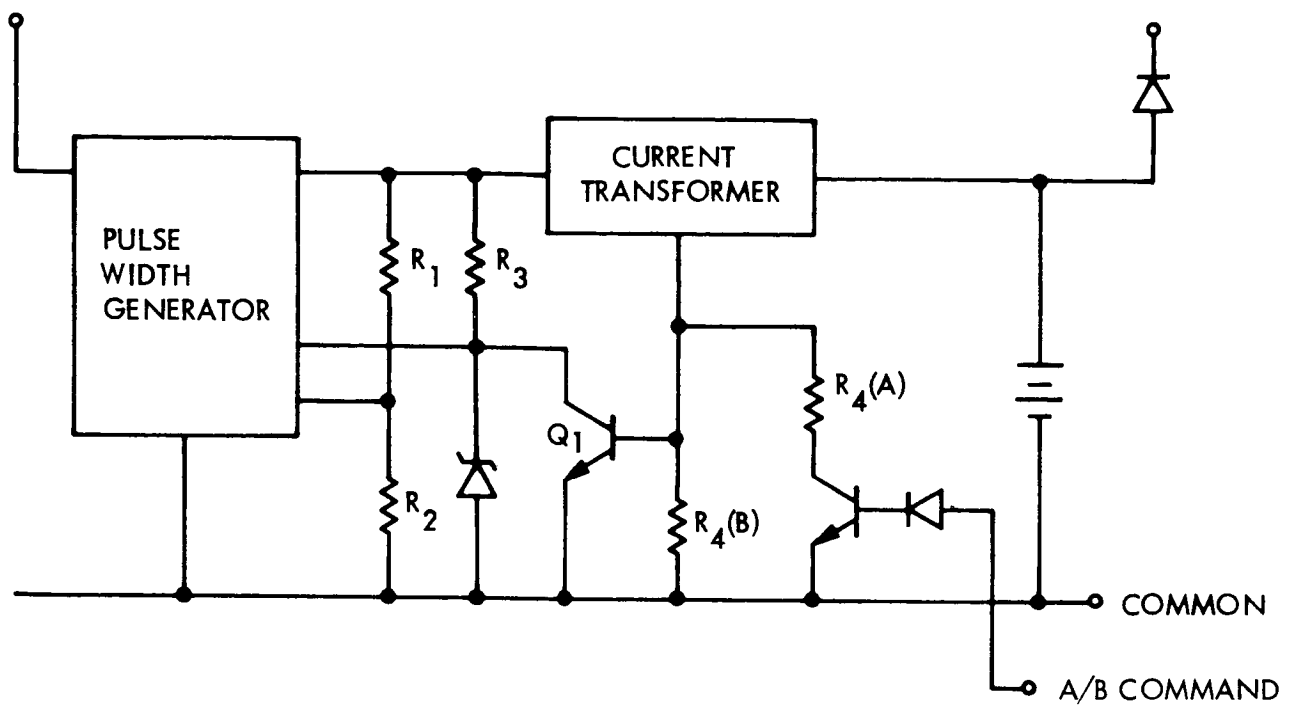 CURRENT
TRANSFORMER
PULSE
WIDTH
GENERATOR
R1
R3
R4(A)
Q1
R2
R4(B)
COMMON
A/B COMMAND